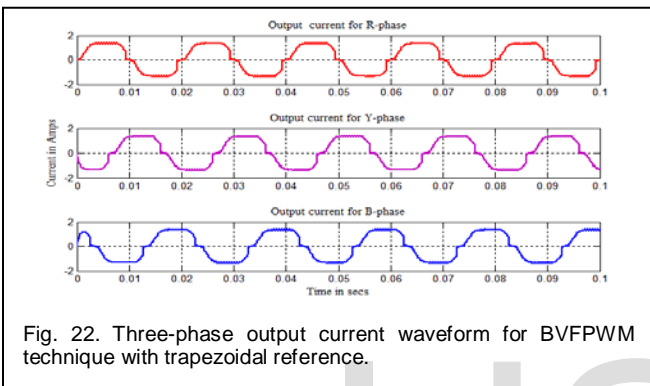 Output current for R-phase
2
0
-2
0 0.01 0.02 0.03 0.04 0.05 0.06 0.07 0.08 0.09 0.1
Output current for Y-phase
Current in Amps
2
0
-2
0 0.01 0.02 0.03 0.04 0.05 0.06 0.07 0.08 0.09 0.1
Output current for B-phase
2
0
-2
0 0.01 0.02 0.03 0.04 0.05 0.06 0.07 0.08 0.09 0.1
Time in secs
Fig. 22. Three-phase output current waveform for BVFPWM
technique with trapezoidal reference.